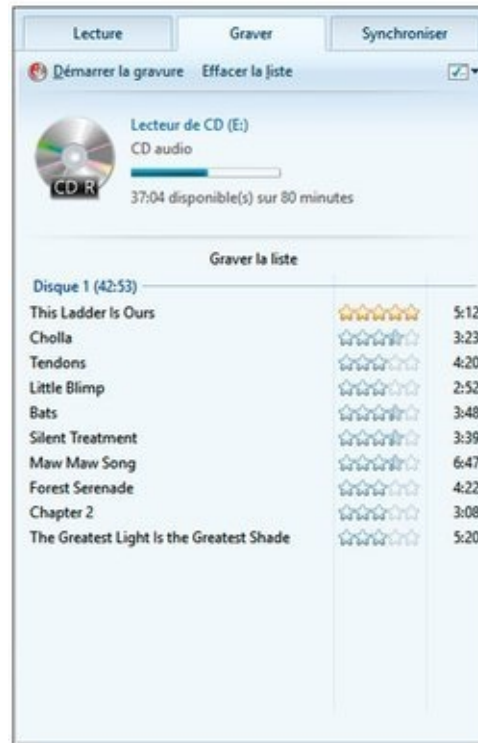 Lecture Graver Synchroniser
Démarrer la gravure Effacer la liste
Lecteur de CD (E:)
CD audio
CD R
37:04 disponible(s) sur 80 minutes
Graver la liste
Disque 1 (42:53)
This Ladder Is Ours 5:12
Cholla 3:23
Tendons 4:20
Little Blimp 2:52
Bats 3:48
Silent Treatment 3:39
Maw Maw Song 6:47
Forest Serenade 4:22
Chapter 2 3:08
The Greatest Light Is the Greatest Shade 5:20